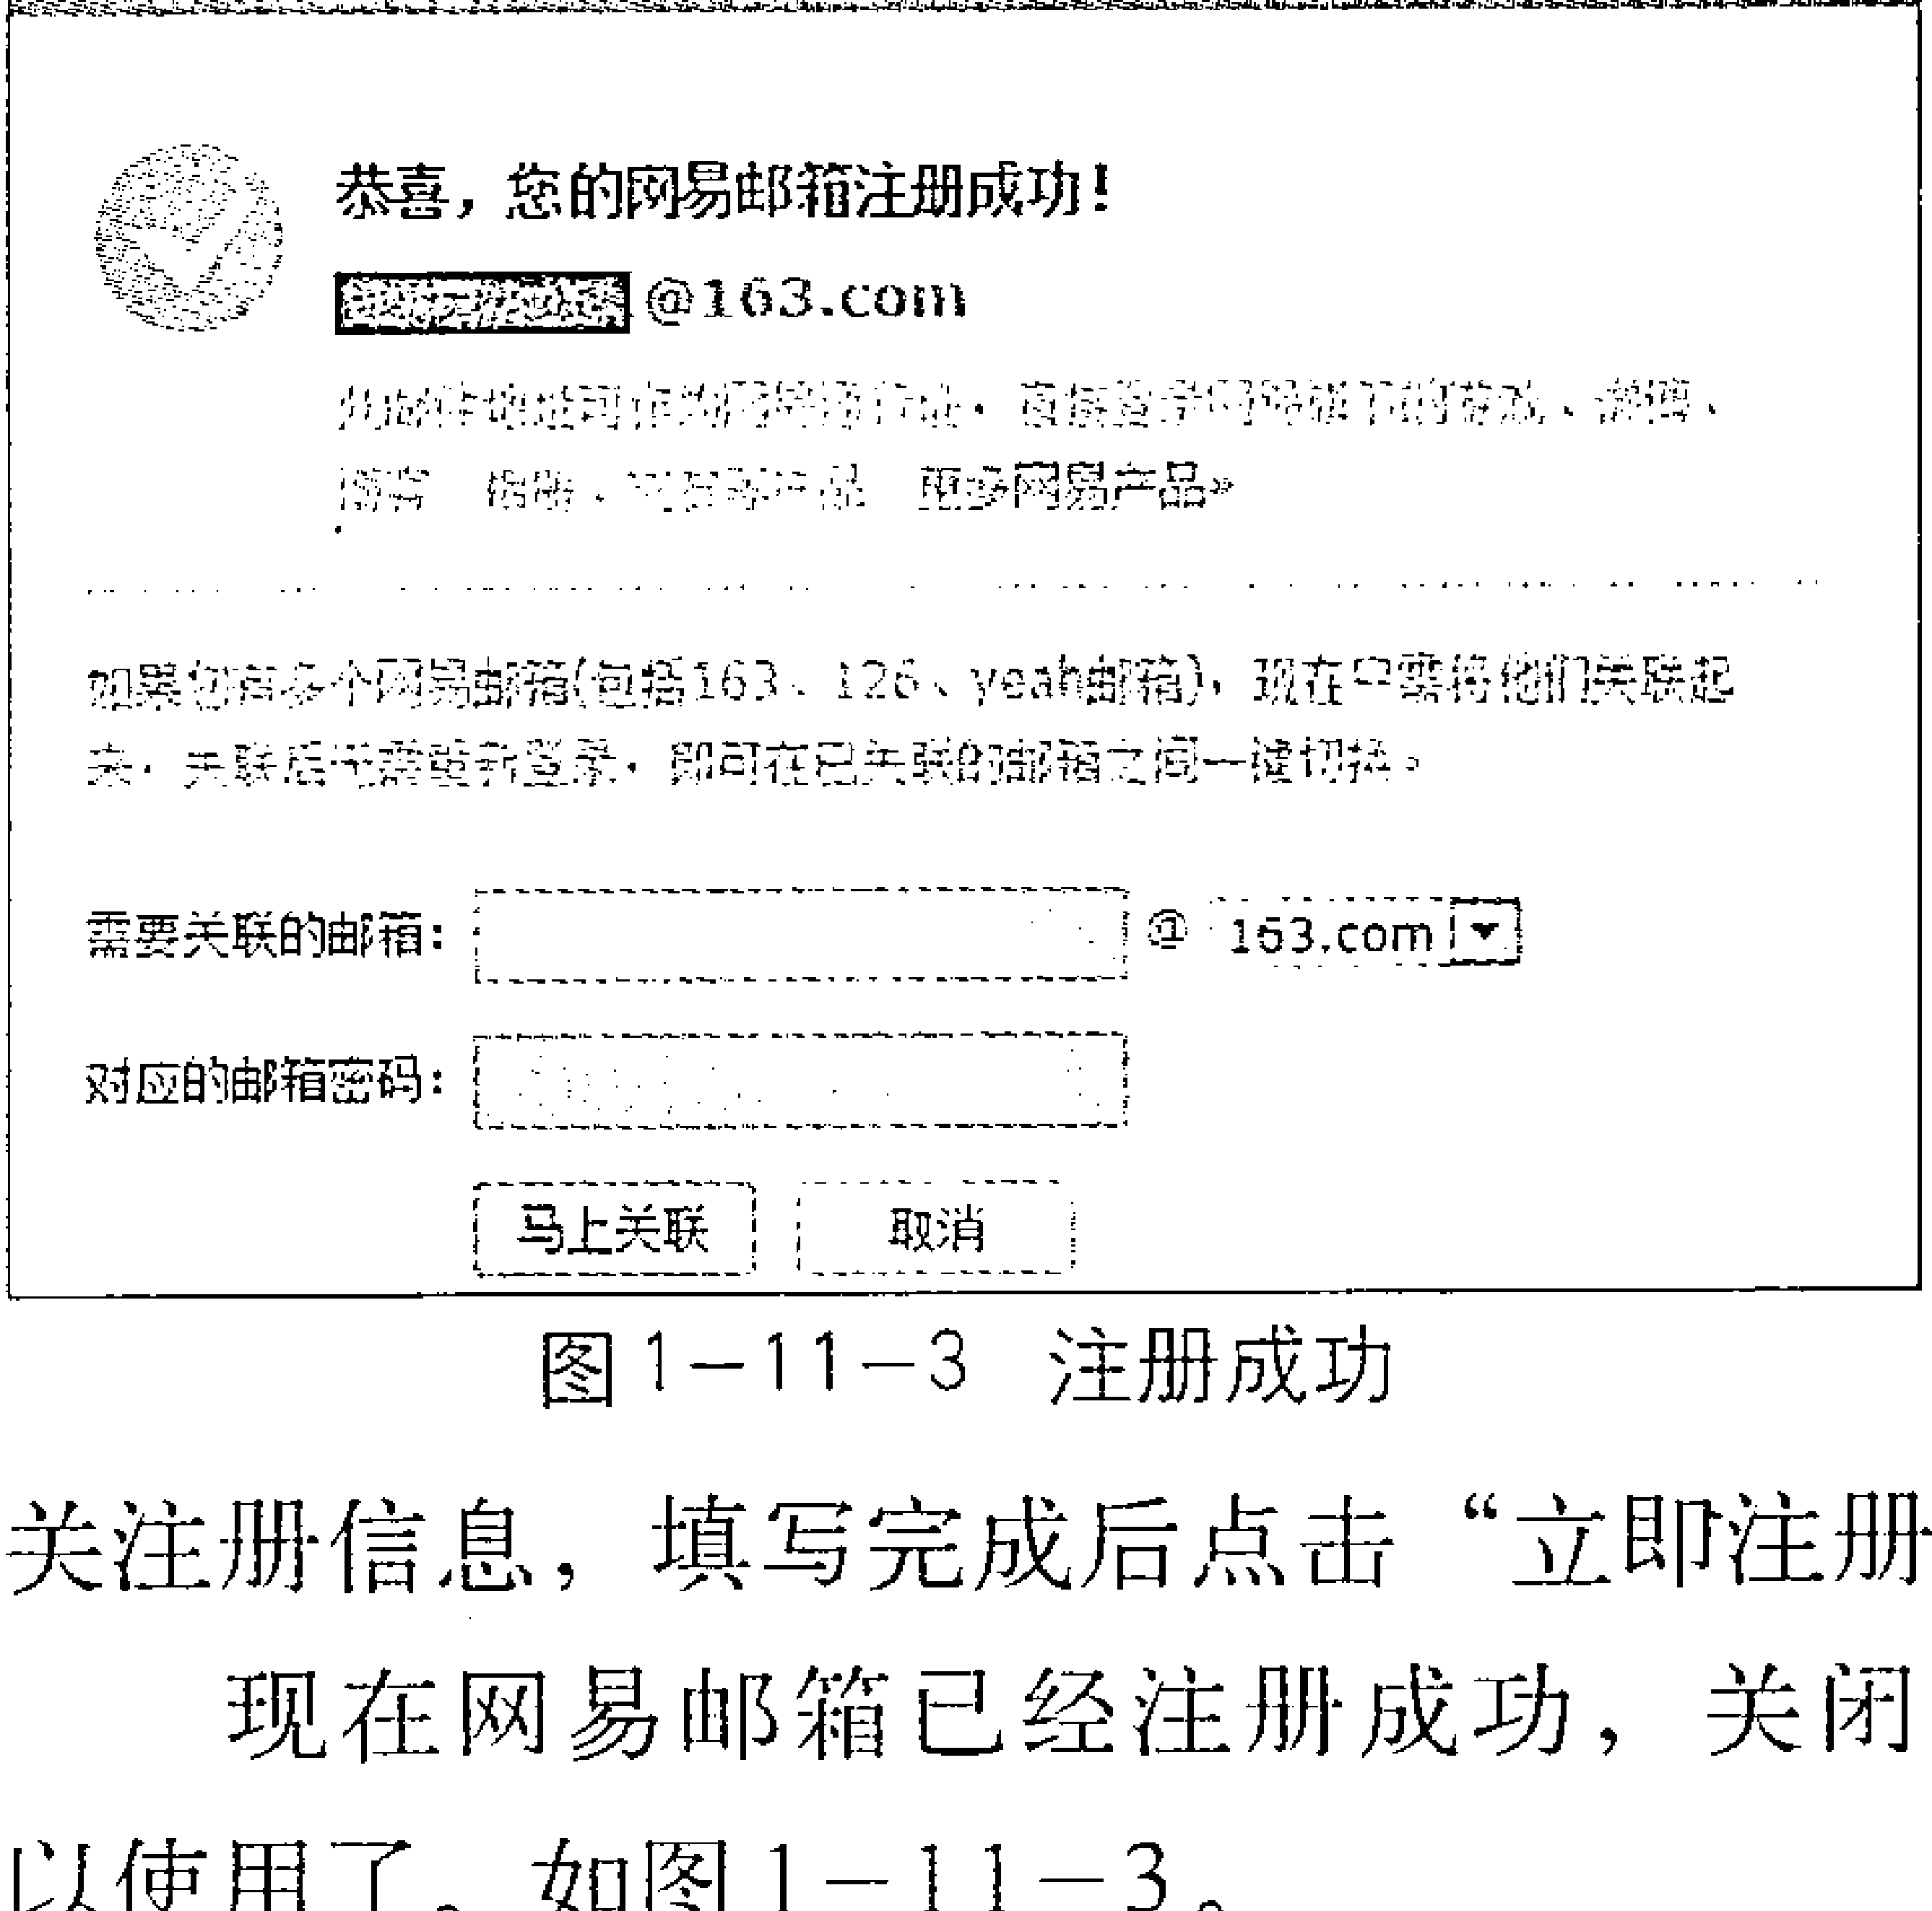 恭喜，您的网易邮箱注册成功！
@163.com
更多网易产品»
如果您有多个网易邮箱(包括163、126、yeah邮箱)，现在只要将他们关联起
来，关联后无需重新登录，即可在已关联的邮箱之间一键切换。
需要关联的邮箱： @ 163.com
对应的邮箱密码：
马上关联 取消
图1-11-3 注册成功
关注册信息，填写完成后点击“立即注册
现在网易邮箱已经注册成功，关闭
以使用了。如图1-11-3。